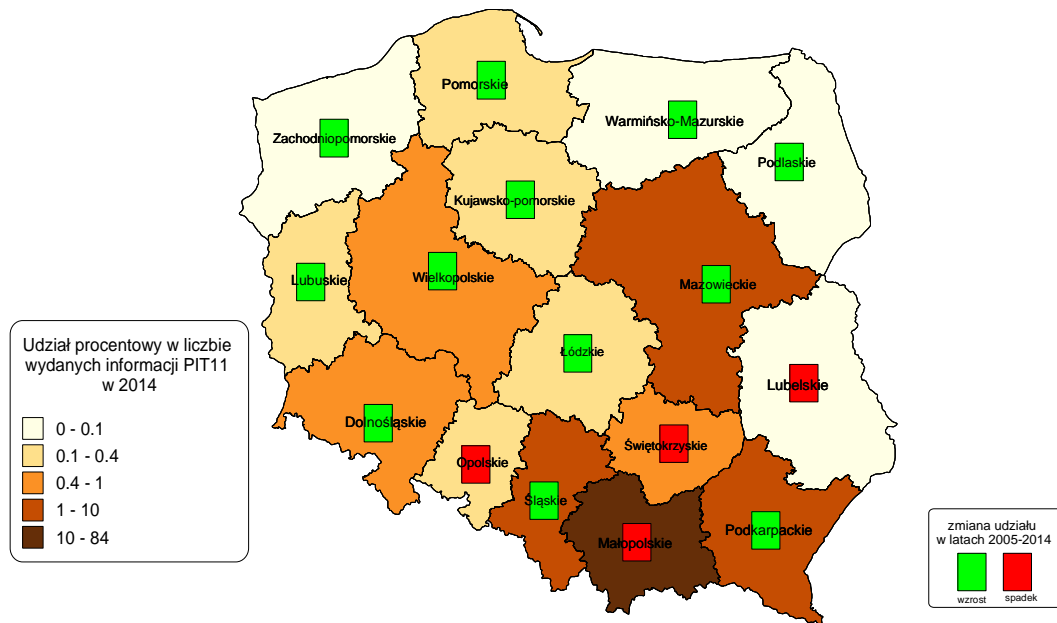 Pomorskie
Warmińsko-Mazurskie
Zachodniopomorskie
Podlaskie
Kujawsko-pomorskie
Lubuskie
Wielkopolskie
Mazowieckie
Łódzkie
Lubelskie
Dolnośląskie
Opolskie
Świętokrzyskie
Śląskie
Małopolskie
Podkarpackie
Udział procentowy w liczbie
wydanych informacji PIT11
w 2014
0 - 0.1
0.1 - 0.4
0.4 - 1
1 - 10
10 - 84
zmiana udziału
w latach 2005-2014
wzrost
spadek